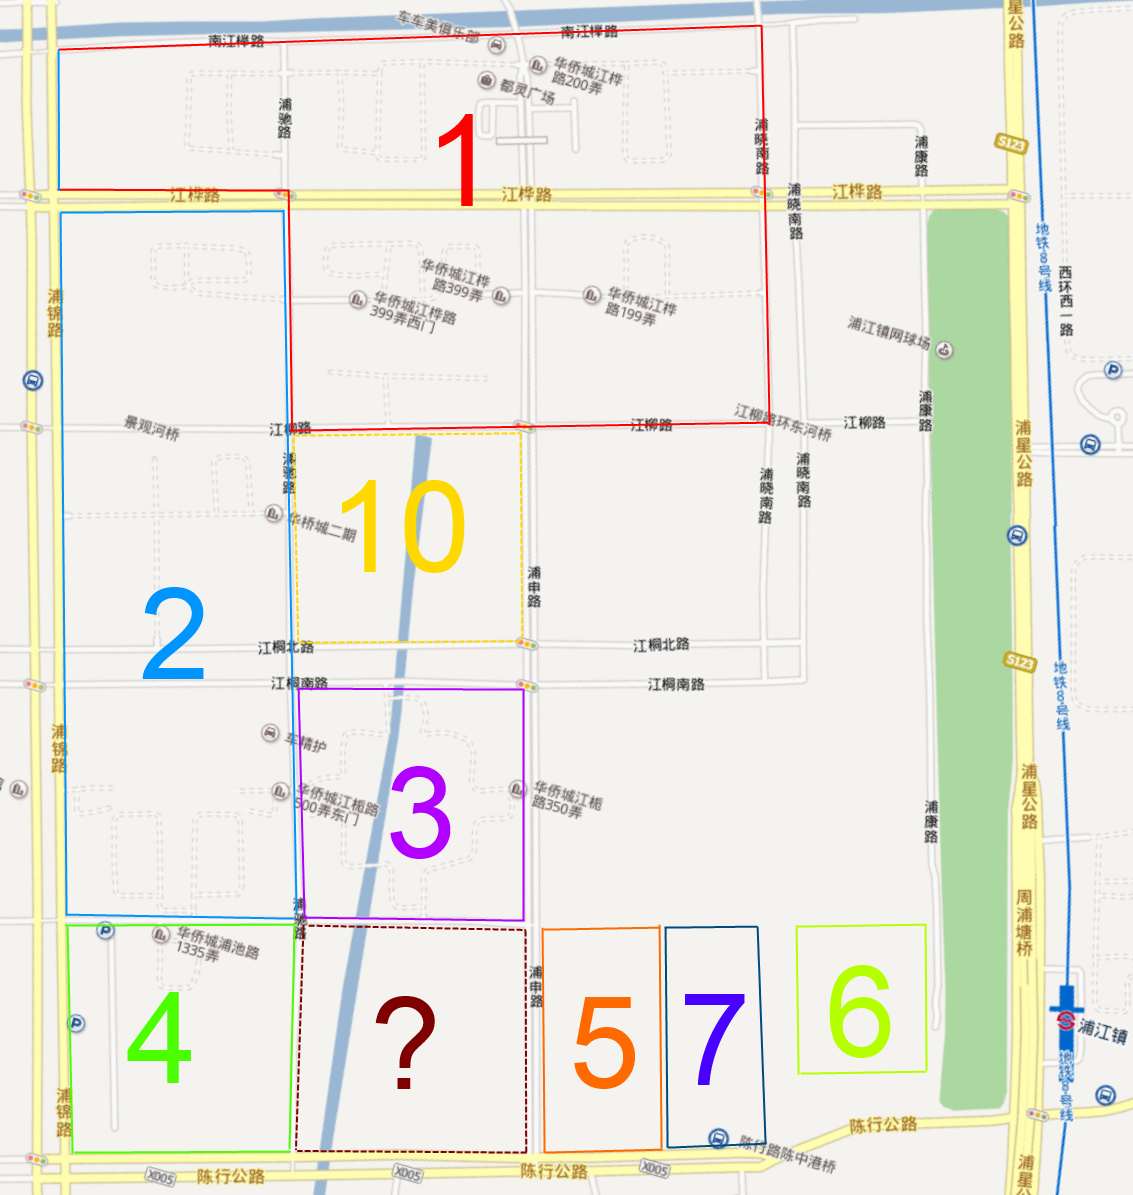 车车美俱乐部
南江桦路
南江桦路
浦星公路
华侨城江桦
路200弄
都灵广场
浦驰路
浦晓南路
浦康路
S123
1
江桦路
江桦路
江桦路
浦晓南路
地铁8号线
西环西一路
华侨城江桦
路399弄
华侨城江桦路
399弄西门
华侨城江桦
路199弄
浦锦路
浦江镇网球场
P
浦康路
景观河桥
江柳路
江柳路
江柳路环东河桥
江柳路
浦星公路
浦驰路
浦晓南路
浦晓南路
华桥城二期
10
浦申路
2
江桐北路
江桐北路
S123
地铁8号线
江桐南路
江桐南路
浦锦路
车精护
华侨城江栀路
500弄东门
3
华侨城江栀
路350弄
浦星公路
浦康路
浦驰路
周浦塘桥
P
华侨城浦池路
1335弄
浦申路
P
4
?
5
7
6
浦江镇
地铁8号线
浦锦路
陈行公路
陈行路陈中港桥
X005
陈行公路
X005
陈行公路
X005
浦星公